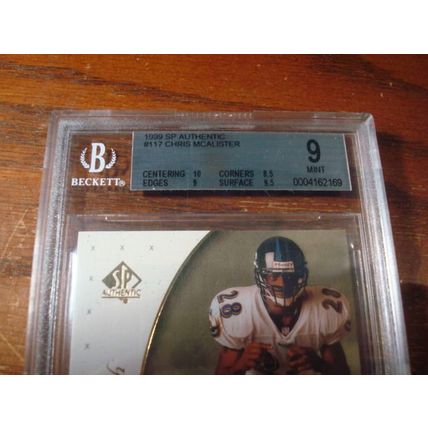 1999 SP AUTHENTIC
#117 CHRIS MCALISTER
CENTERING 10 CORNERS 8.5
EDGES 9 SURFACE 9.5
9
MINT
0004162169
B
BECKETT®
SP
AUTHENTIC
28 28